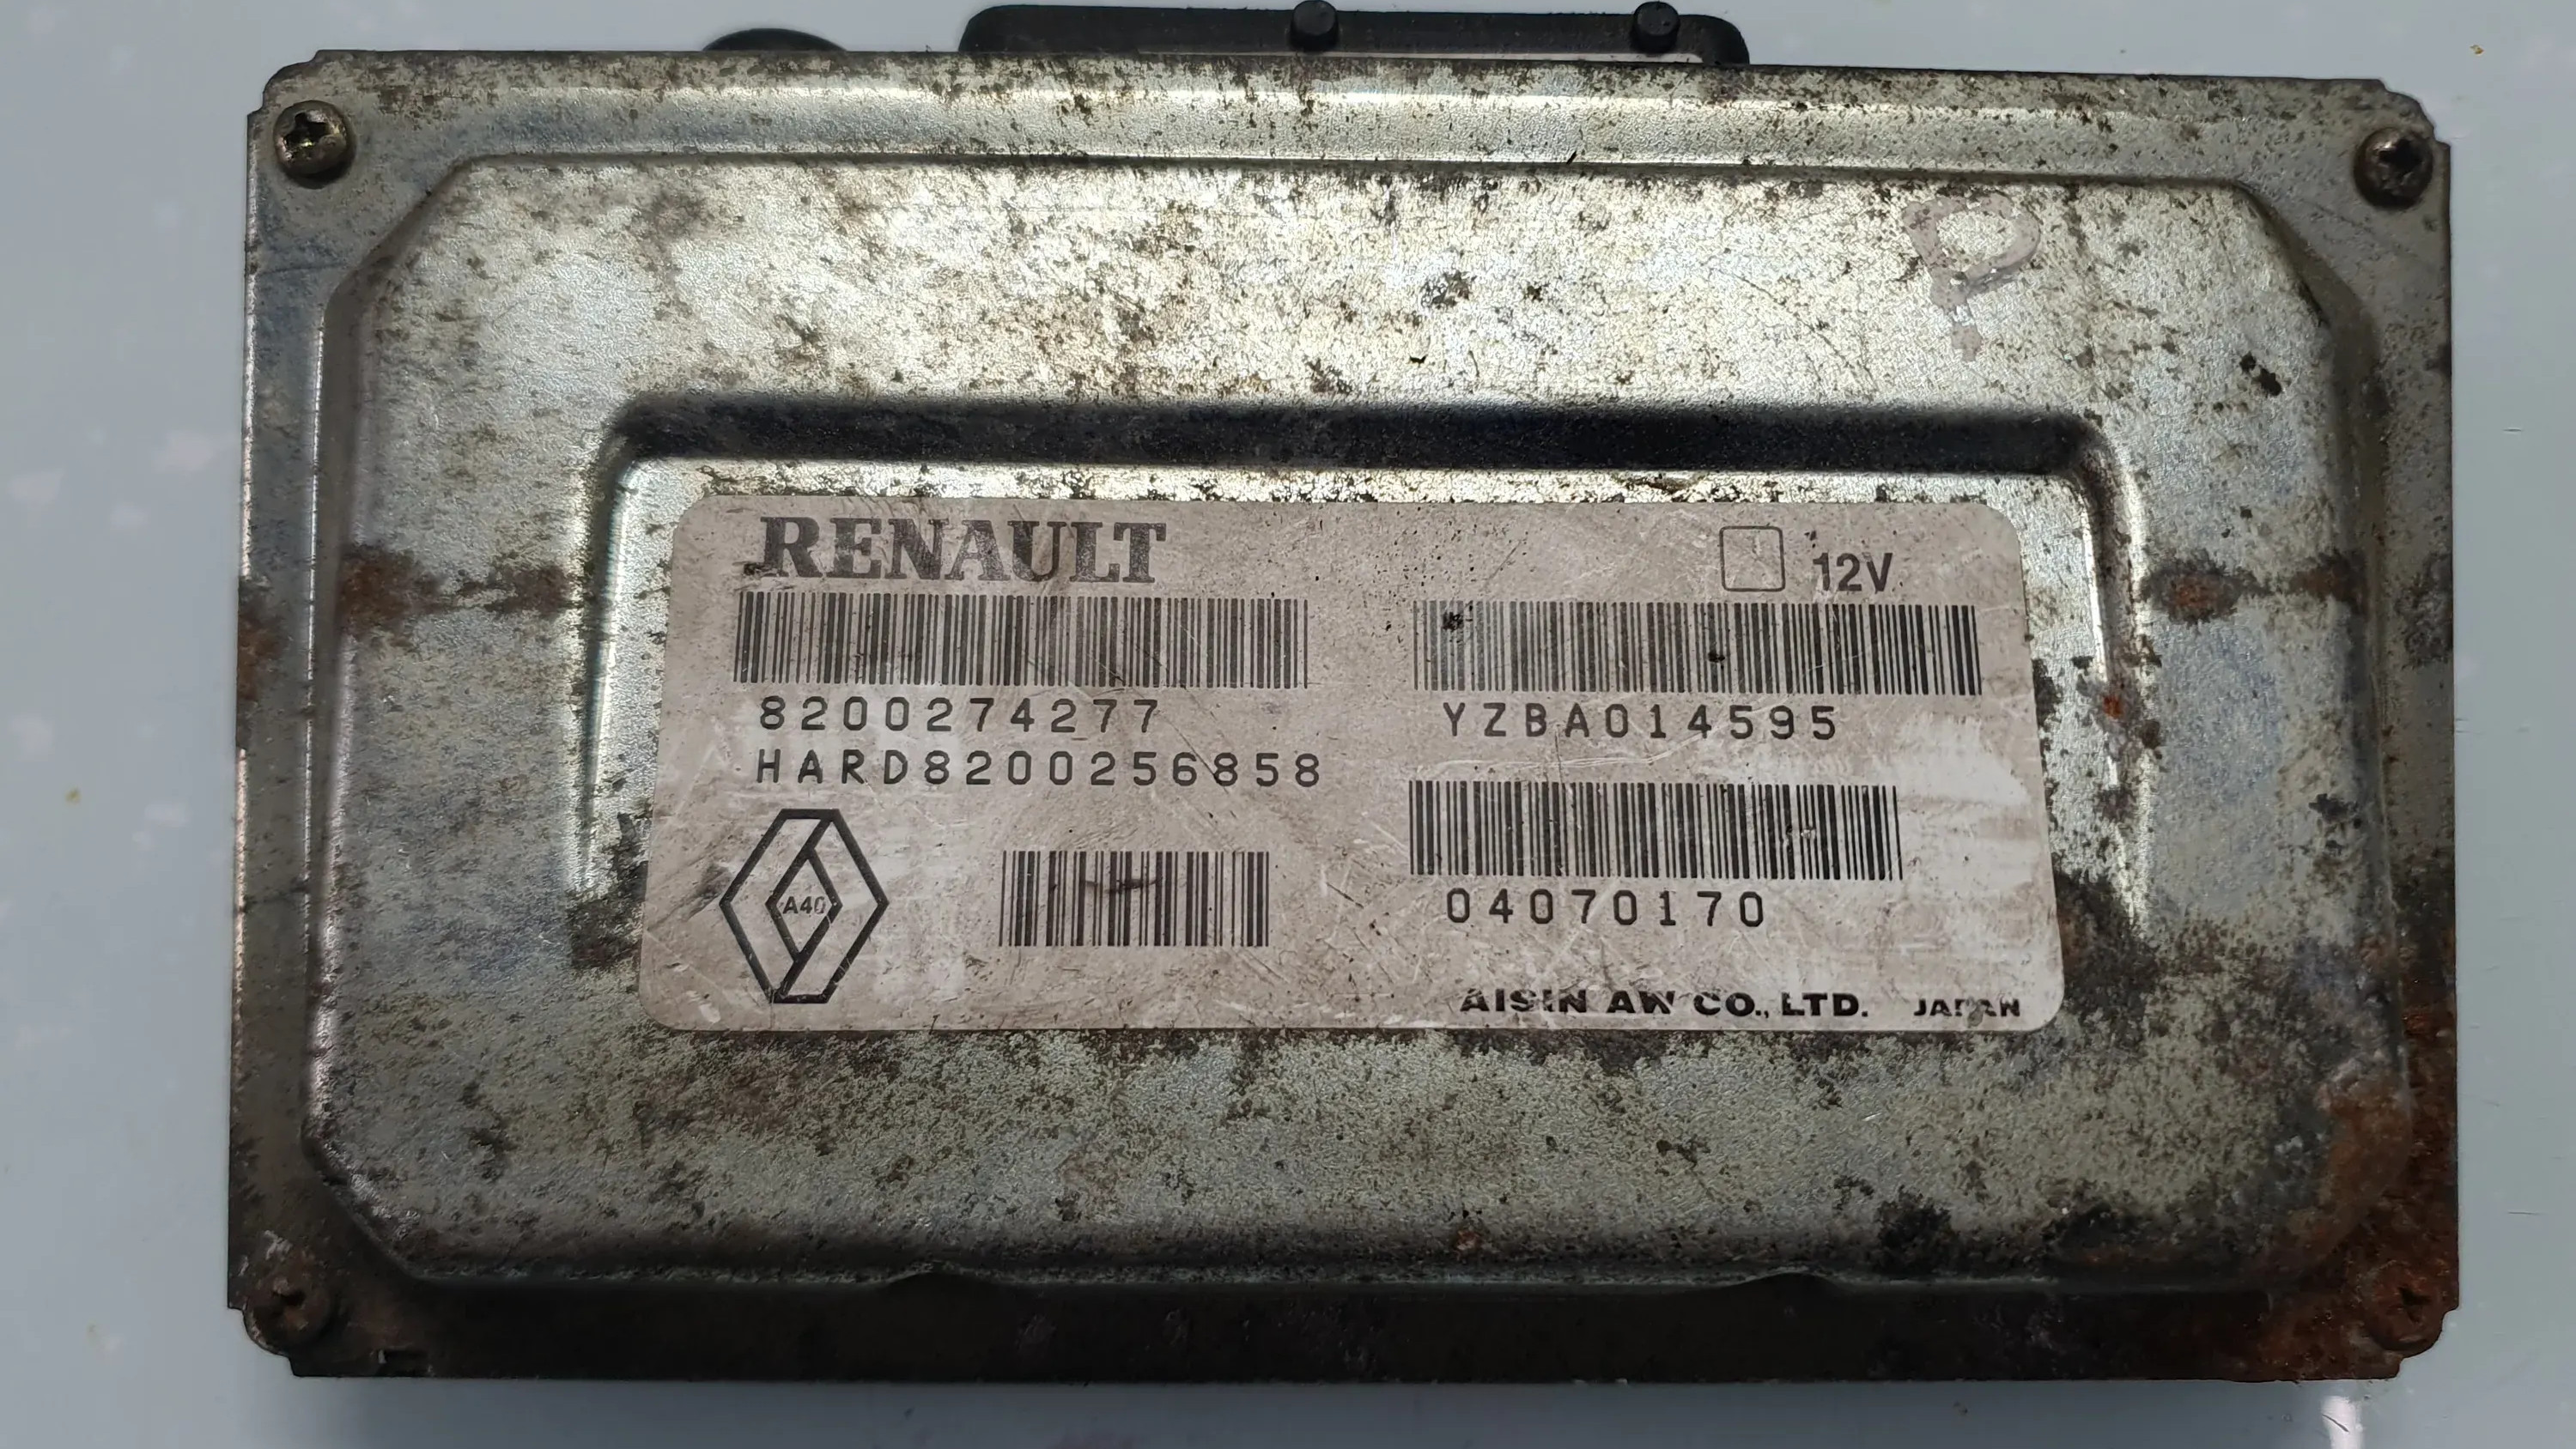 RENAULT
12V
8200274277
YZBA014595
HARD8200256858
A40
04070170
AISIN AW CO., LTD. JAPAN
P